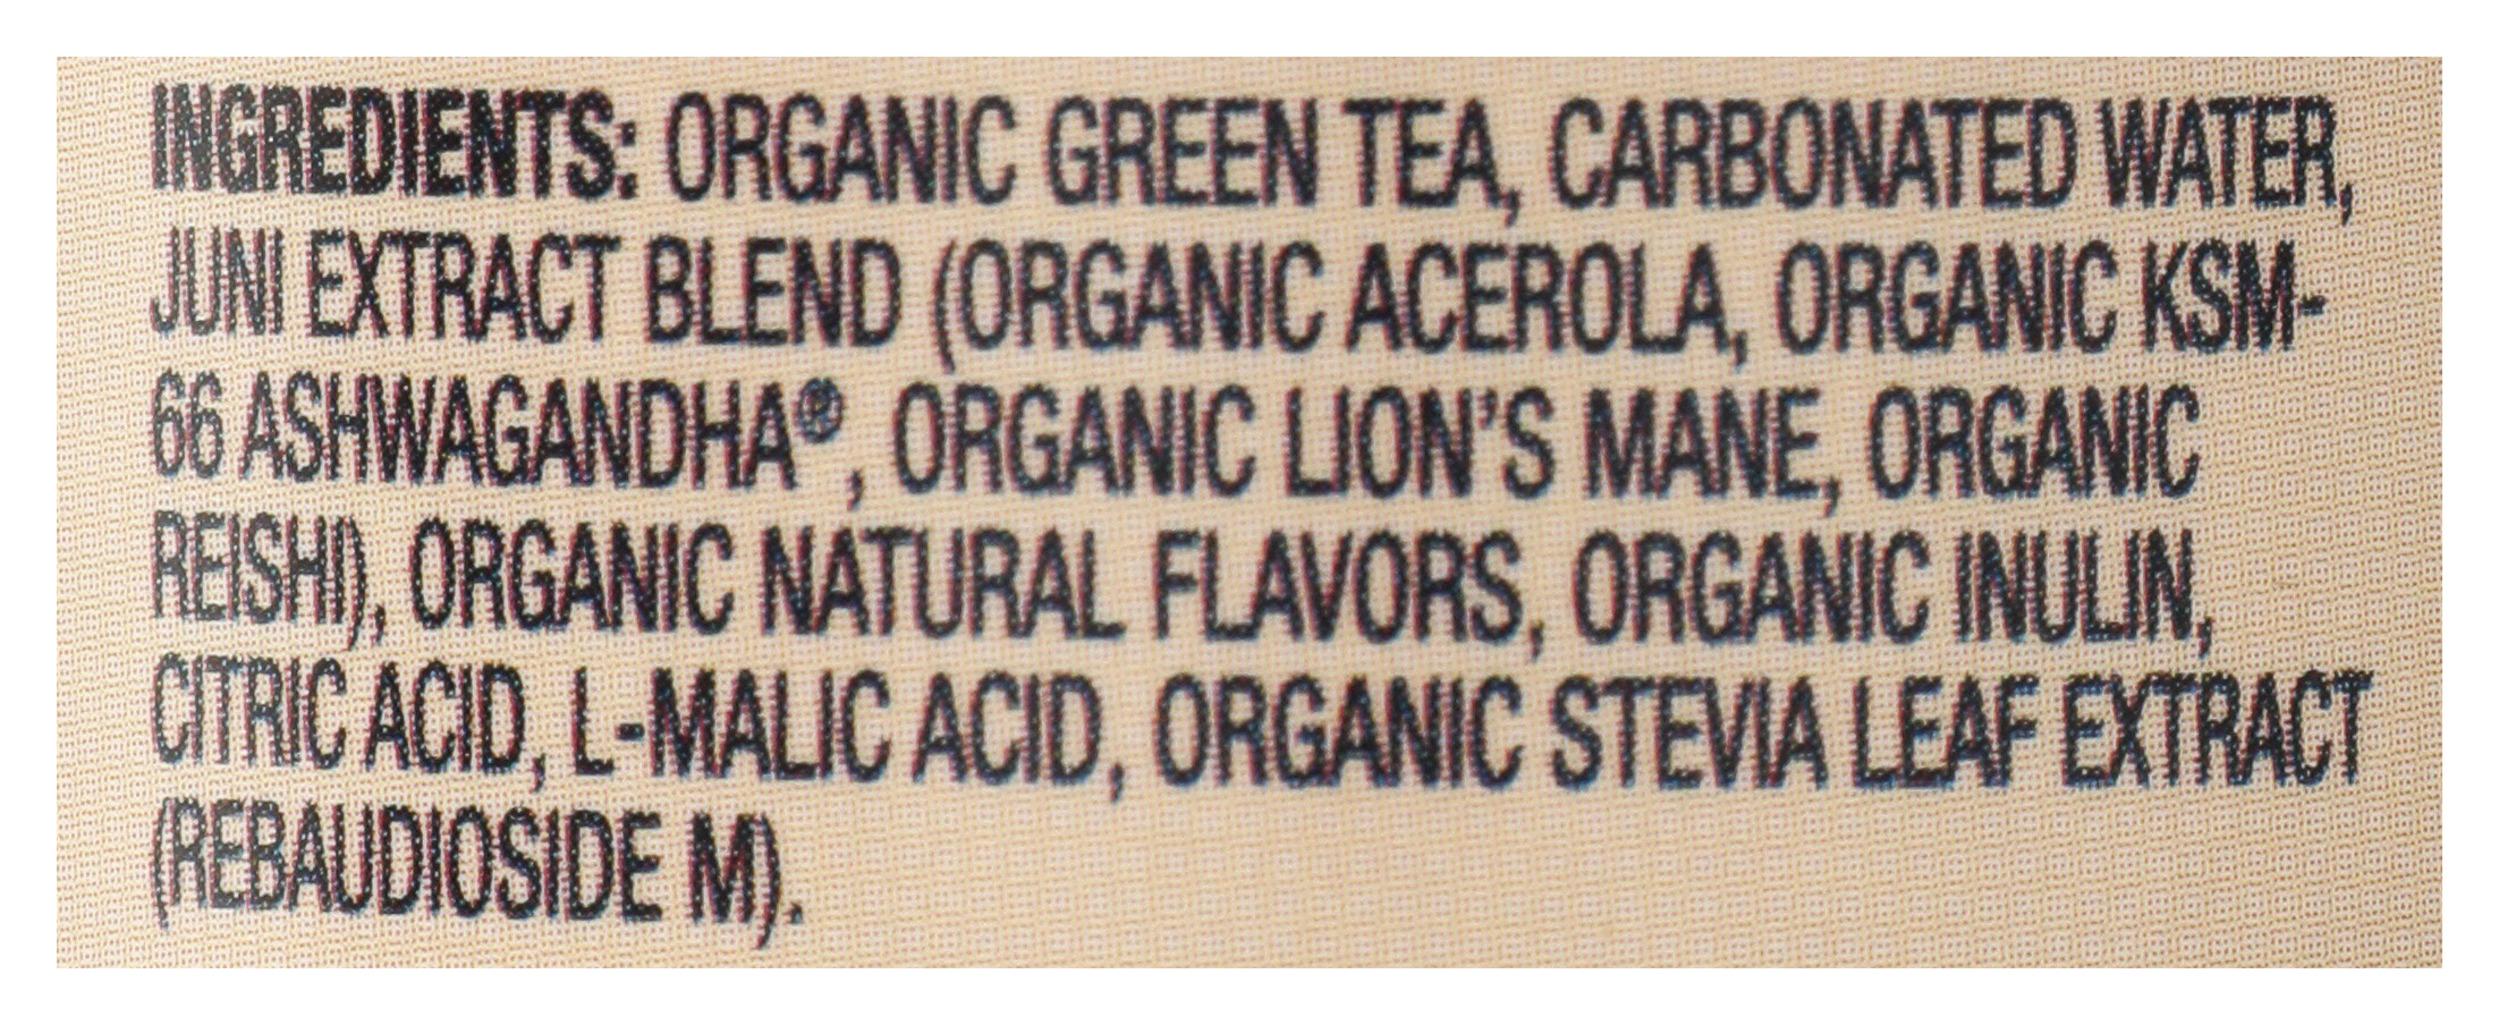 INGREDIENTS: ORGANIC GREEN TEA, CARBONATED WATER,
JUNI EXTRACT BLEND (ORGANIC ACEROLA, ORGANIC KSM-
66 ASHWAGANDHA®, ORGANIC LION'S MANE, ORGANIC
REISHI), ORGANIC NATURAL FLAVORS, ORGANIC INULIN,
CITRIC ACID, L-MALIC ACID, ORGANIC STEVIA LEAF EXTRACT
(REBAUDIOSIDE M).